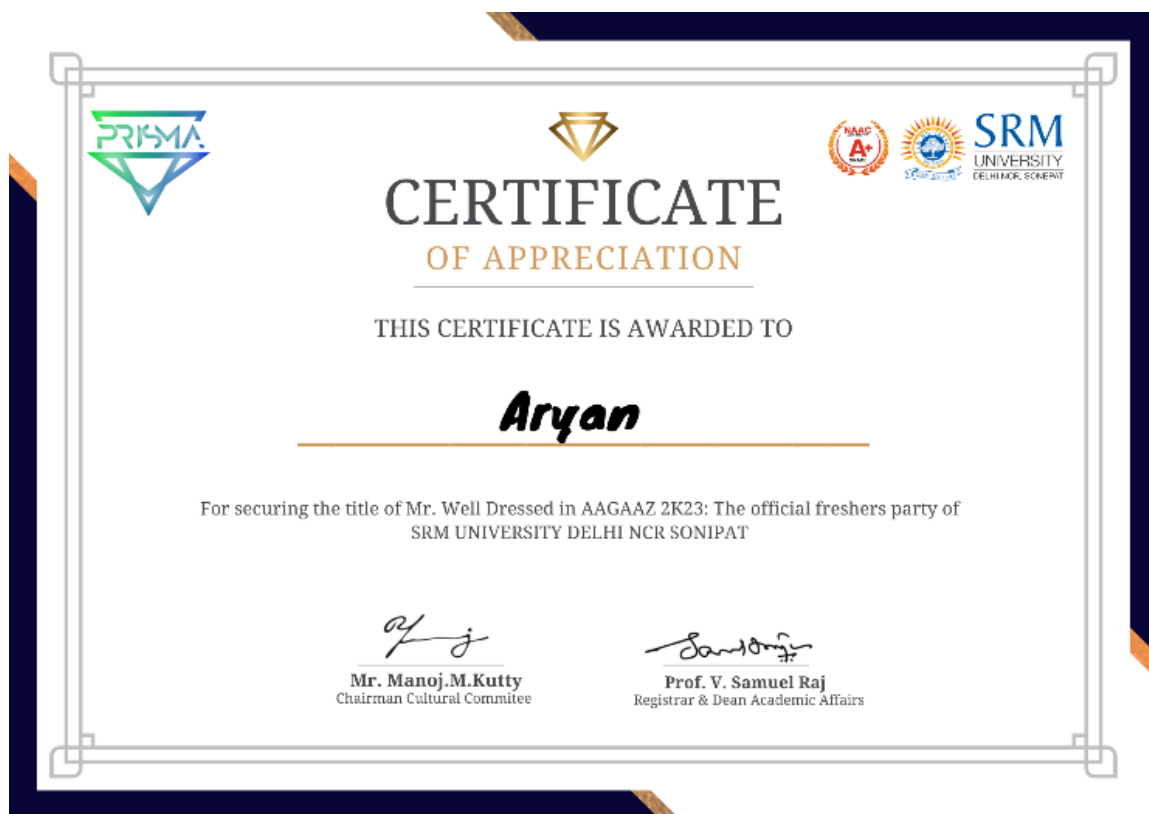 PRISMA
NAAC
A+
SRM
UNIVERSITY
DELHI-NCR, SONEPAT
CERTIFICATE
OF APPRECIATION
THIS CERTIFICATE IS AWARDED TO
Aryan
For securing the title of Mr. Well Dressed in AAGAAZ 2K23: The official freshers party of
SRM UNIVERSITY DELHI NCR SONIPAT
Mr. Manoj.M.Kutty
Chairman Cultural Commitee
Prof. V. Samuel Raj
Registrar & Dean Academic Affairs